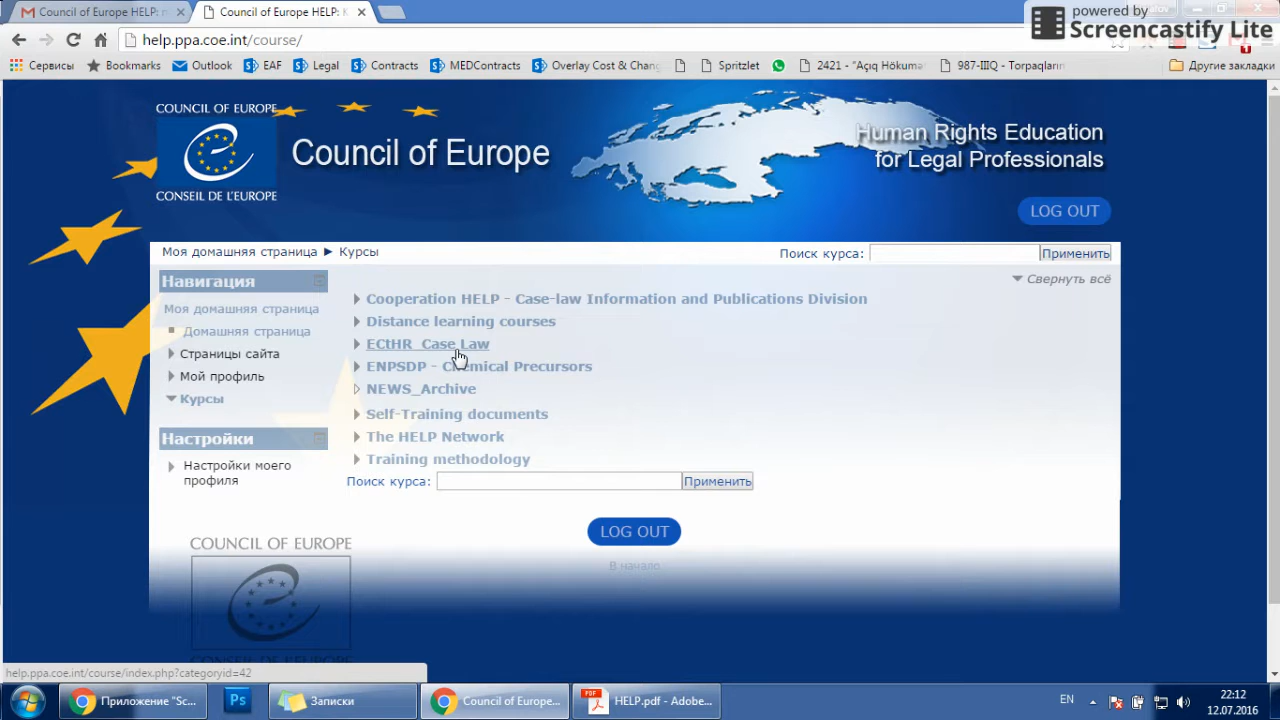 Council of Europe HELP: m
Council of Europe HELP: К
powered by
Screencastify Lite
help.ppa.coe.int/course/
Сервисы
Bookmarks
Outlook
EAF
Legal
Contracts
MEDContracts
Overlay Cost & Chang
Spritzlet
2421 - "Açıq Hökume
987-IIIQ - Torpaqların
Другие закладки
COUNCIL OF EUROPE
CONSEIL DE L'EUROPE
Council of Europe
Human Rights Education
for Legal Professionals
LOG OUT
Моя домашняя страница ► Курсы
Поиск курса:
Применить
Навигация
Моя домашняя страница
Домашняя страница
Страницы сайта
Мой профиль
Курсы
Настройки
Настройки моего
профиля
Свернуть всё
Cooperation HELP - Case-law Information and Publications Division
Distance learning courses
ECtHR_Case Law
ENPSDP - Chemical Precursors
NEWS_Archive
Self-Training documents
The HELP Network
Training methodology
Поиск курса:
Применить
LOG OUT
В начало
COUNCIL OF EUROPE
help.ppa.coe.int/course/index.php?categoryid=42
Приложение "Sc...
Ps
Записки
Council of Europe...
PDF
HELP.pdf - Adobe...
EN
22:12
12.07.2016